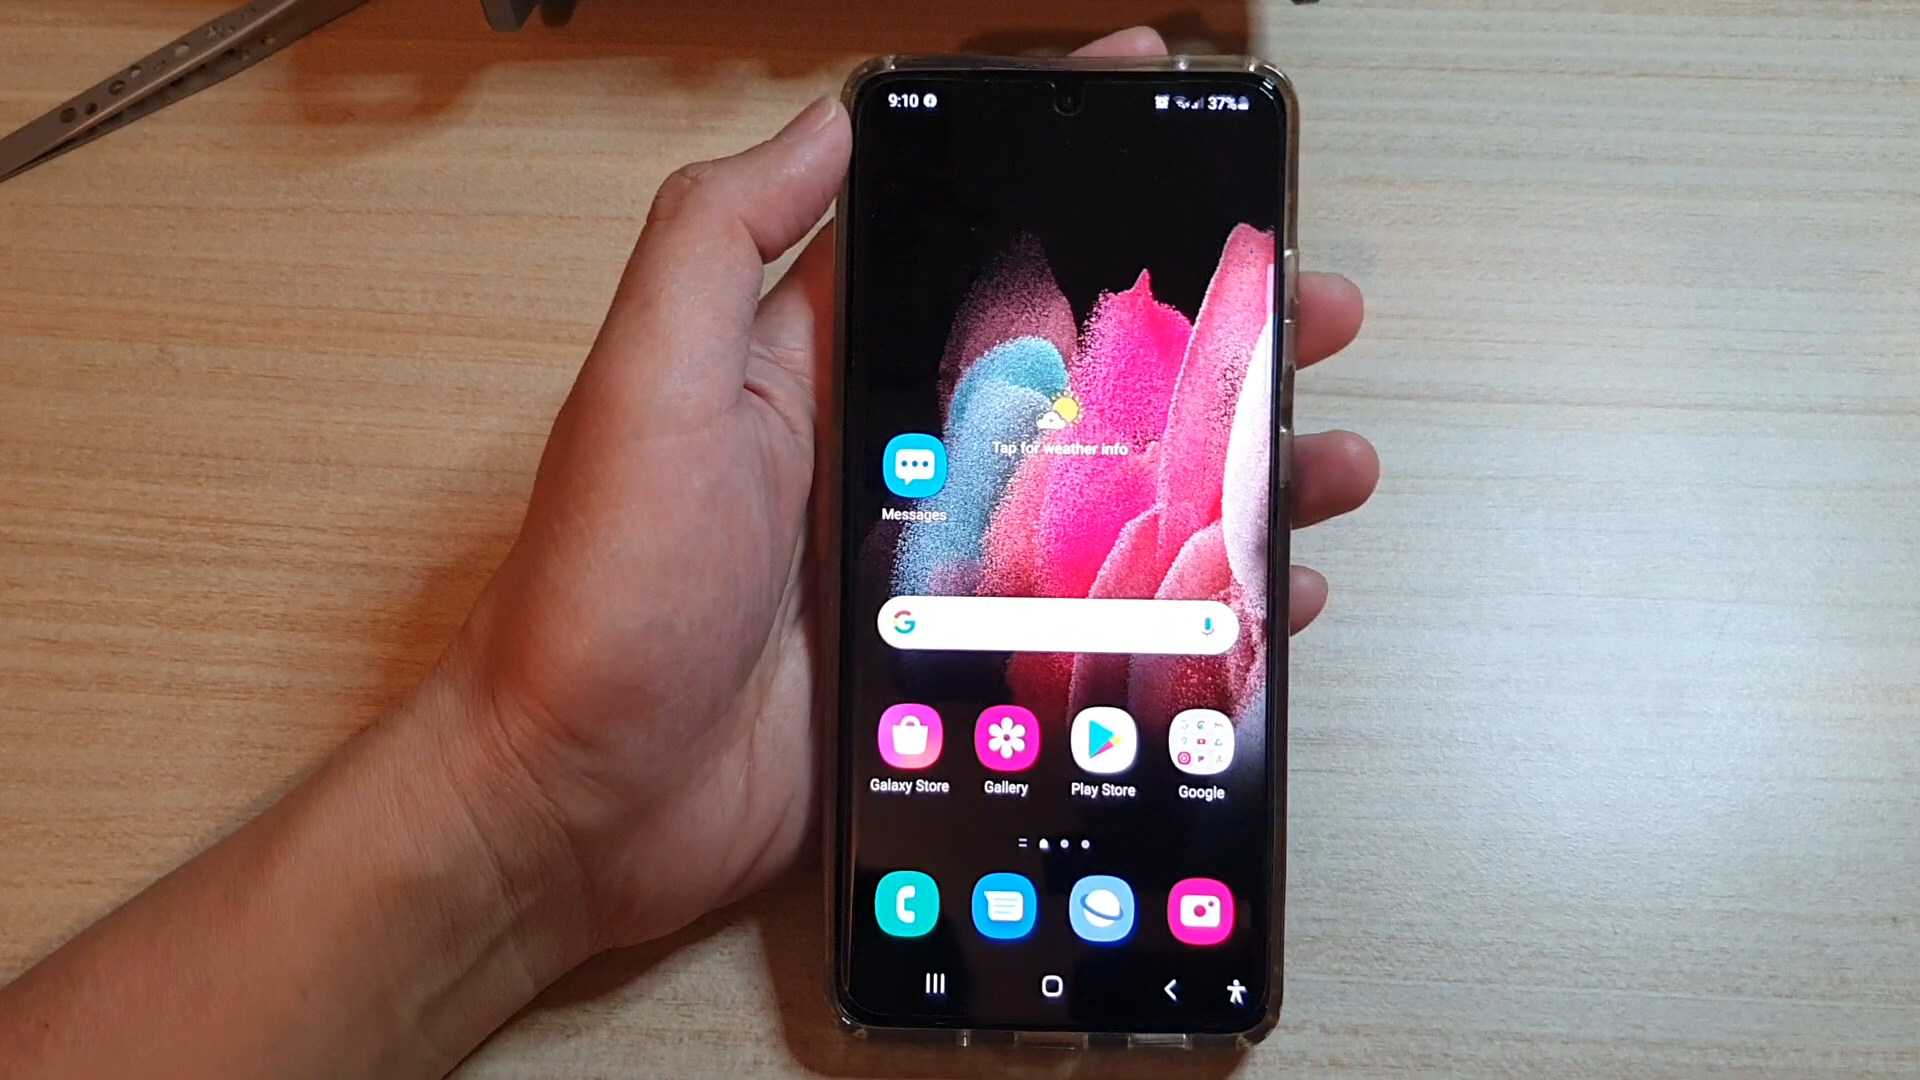 9:10
37%
Tap for weather info
Messages
G
Galaxy Store
Gallery
Play Store
Google